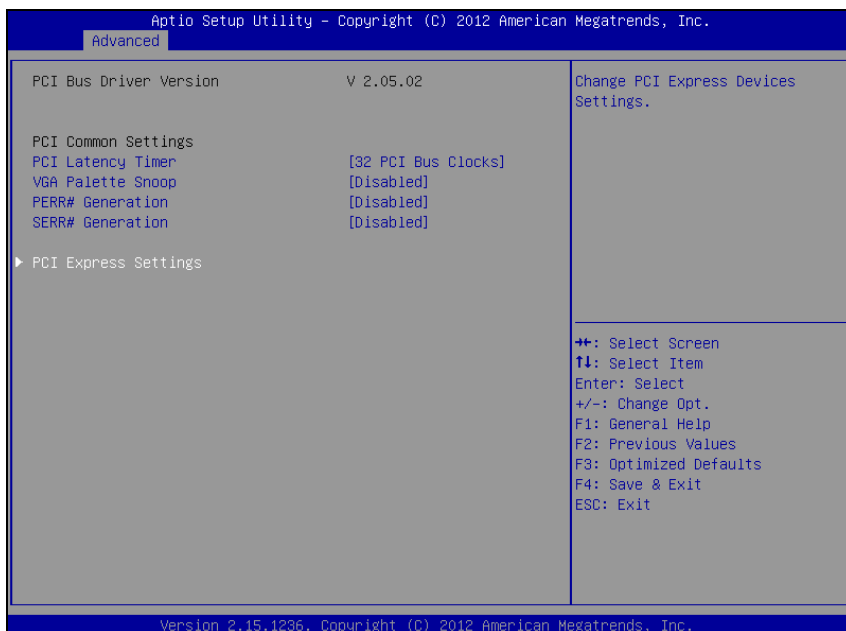 Aptio Setup Utility – Copyright (C) 2012 American Megatrends, Inc.
Advanced
PCI Bus Driver Version V 2.05.02
PCI Common Settings
PCI Latency Timer [32 PCI Bus Clocks]
VGA Palette Snoop [Disabled]
PERR# Generation [Disabled]
SERR# Generation [Disabled]
PCI Express Settings
Change PCI Express Devices
Settings.
→←: Select Screen
↑↓: Select Item
Enter: Select
+/-: Change Opt.
F1: General Help
F2: Previous Values
F3: Optimized Defaults
F4: Save & Exit
ESC: Exit
Version 2.15.1236. Copyright (C) 2012 American Megatrends, Inc.